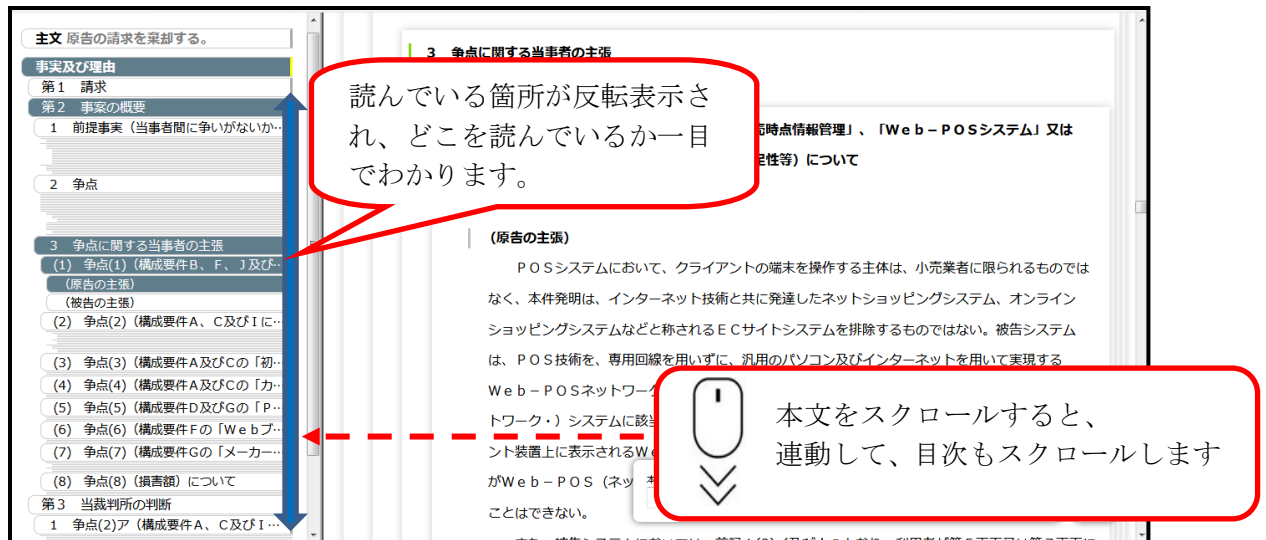 主文 原告の請求を棄却する。
事実及び理由
第1 請求
第2 事案の概要
1 前提事実（当事者間に争いがないか…
2 争点
3 争点に関する当事者の主張
(1) 争点(1)（構成要件B、F、J及び…
（原告の主張）
（被告の主張）
(2) 争点(2)（構成要件A、C及びIに…
(3) 争点(3)（構成要件A及びCの「初…
(4) 争点(4)（構成要件A及びCの「カ…
(5) 争点(5)（構成要件D及びGの「P…
(6) 争点(6)（構成要件Fの「Webブ…
(7) 争点(7)（構成要件Gの「メーカー…
(8) 争点(8)（損害額）について
第3 当裁判所の判断
1 争点(2)ア（構成要件A、C及びI…
読んでいる箇所が反転表示さ
れ、どこを読んでいるか一目
でわかります。
3 争点に関する当事者の主張
売時点情報管理」、「Web－POSシステム」又は
足性等）について
（原告の主張）
POSシステムにおいて、クライアントの端末を操作する主体は、小売業者に限られるものでは
なく、本件発明は、インターネット技術と共に発達したネットショッピングシステム、オンライン
ショッピングシステムなどと称されるECサイトシステムを排除するものではない。被告システム
は、POS技術を、専用回線を用いずに、汎用のパソコン及びインターネットを用いて実現する
Web－POSネットワーク
トワーク・）システムに該当
ント装置上に表示されるWe
がWeb－POS（ネッ
ことはできない。
本文をスクロールすると、
連動して、目次もスクロールします